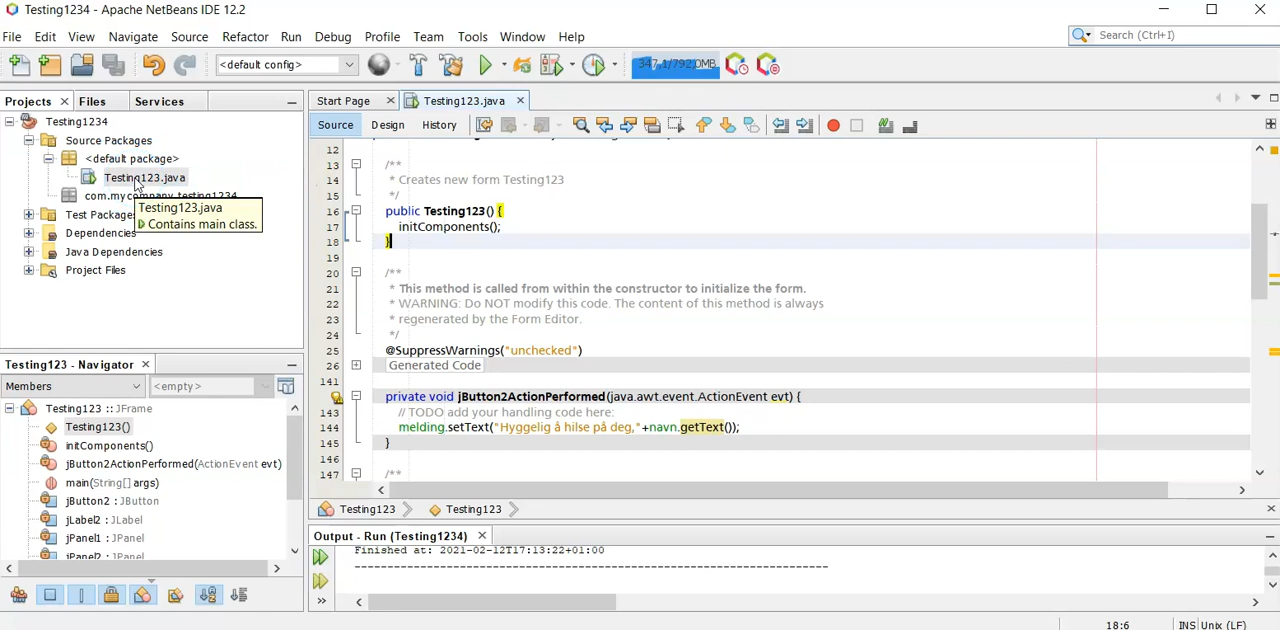 Testing1234 - Apache NetBeans IDE 12.2
File Edit View Navigate Source Refactor Run Debug Profile Team Tools Window Help
Search (Ctrl+I)
<default config>
347,1/792,0MB
Projects Files Services
Testing1234
Source Packages
<default package>
Testing123.java
com.mycompany.testing1234
Testing123.java
Contains main class.
Test Packages
Dependencies
Java Dependencies
Project Files
Testing123 - Navigator
Members <empty>
Testing123 :: JFrame
Testing123()
initComponents()
jButton2ActionPerformed(ActionEvent evt)
main(String[] args)
jButton2 : JButton
jLabel2 : JLabel
jPanel1 : JPanel
jPanel2 : JPanel
Start Page Testing123.java
Source Design History
12
13 /**
14 * Creates new form Testing123
15 */
16 public Testing123() {
17 initComponents();
18 }
19
20 /**
21 * This method is called from within the constructor to initialize the form.
22 * WARNING: Do NOT modify this code. The content of this method is always
23 * regenerated by the Form Editor.
24 */
25 @SuppressWarnings("unchecked")
26 Generated Code
141
private void jButton2ActionPerformed(java.awt.event.ActionEvent evt) {
143 // TODO add your handling code here:
144 melding.setText("Hyggelig å hilse på deg,"+navn.getText());
145 }
146
147 /**
Testing123 Testing123
Output - Run (Testing1234)
Finished at: 2021-02-12T17:13:22+01:00
------------------------------------------------------------------------
18:6 INS Unix (LF)